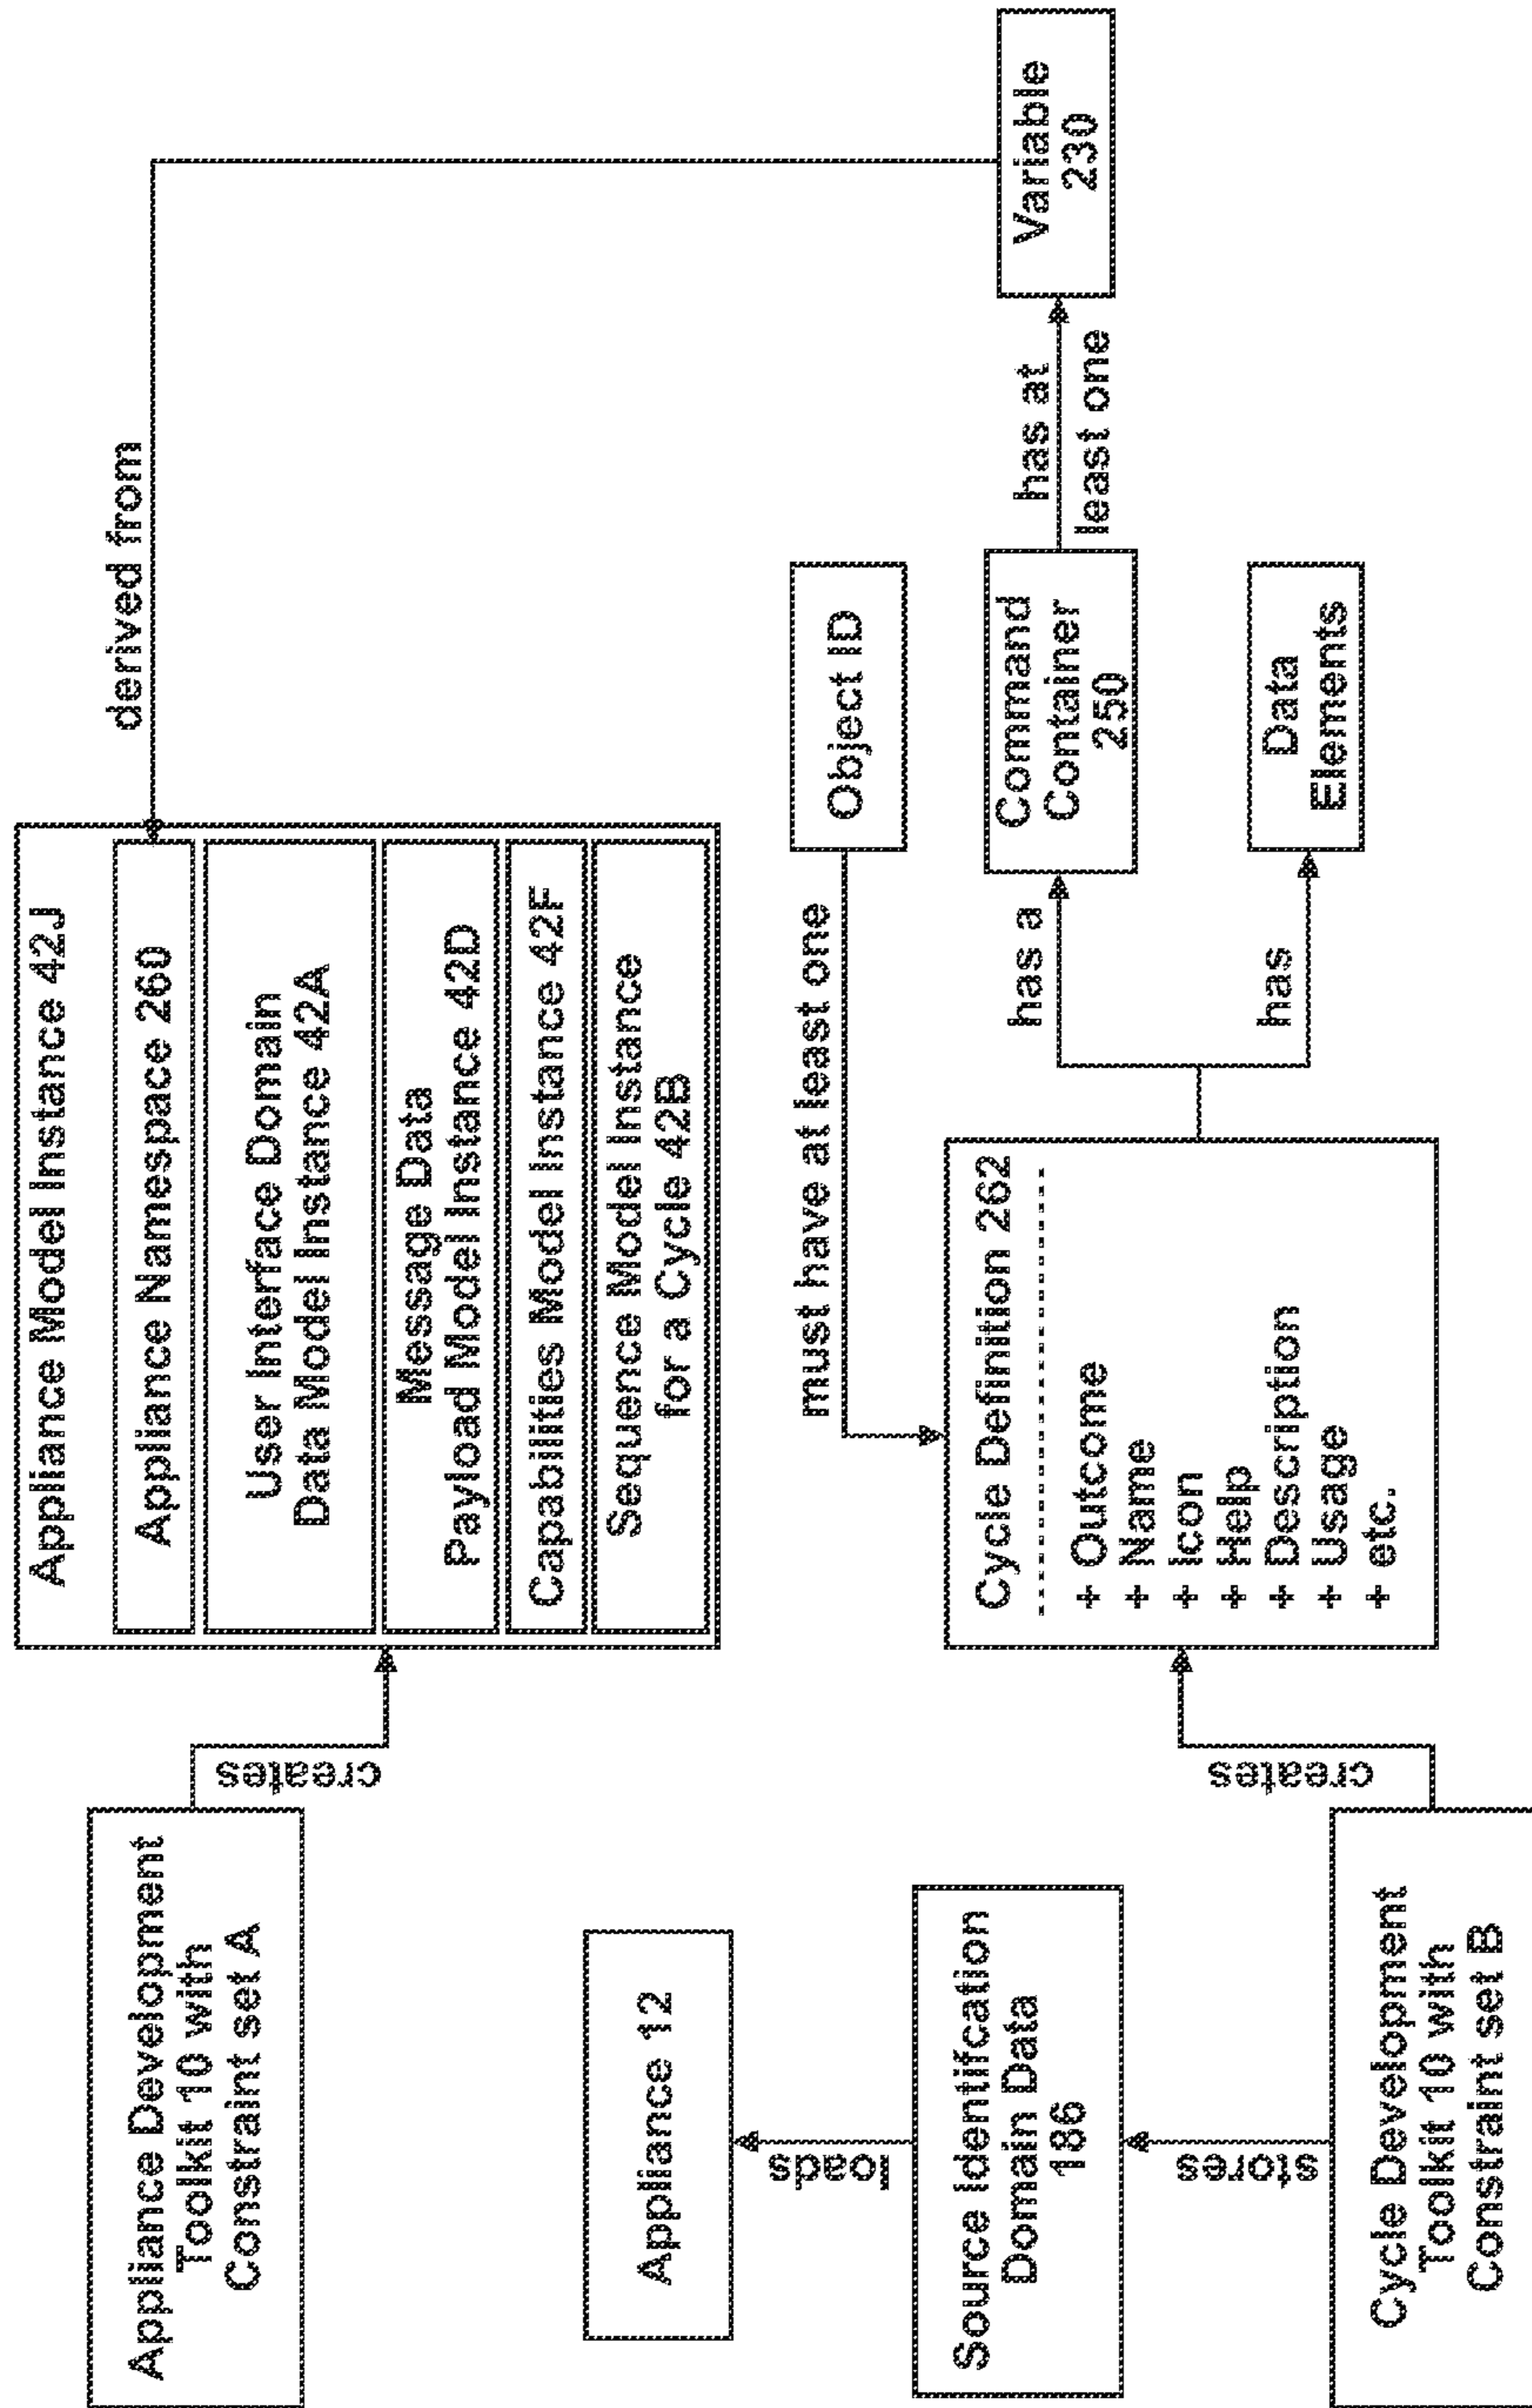 Appliance Development
Toolkit 10 with
Constraint set A
creates
Appliance Model Instance 42J
Appliance Namespace 260
User Interface Domain
Data Model Instance 42A
Message Data
Payload Model Instance 42D
Capabilities Model Instance 42F
Sequence Model Instance
for a Cycle 42B
derived from
Appliance 12
loads
Source Identifcation
Domain Data
186
stores
Cycle Development
Toolkit 10 with
Constraint set B
creates
Cycle Definition 262
+ Outcome
+ Name
+ Icon
+ Help
+ Description
+ Usage
+ etc.
must have at least one
Object ID
has a
Command
Container
250
has
Data
Elements
has at
least one
Variable
230